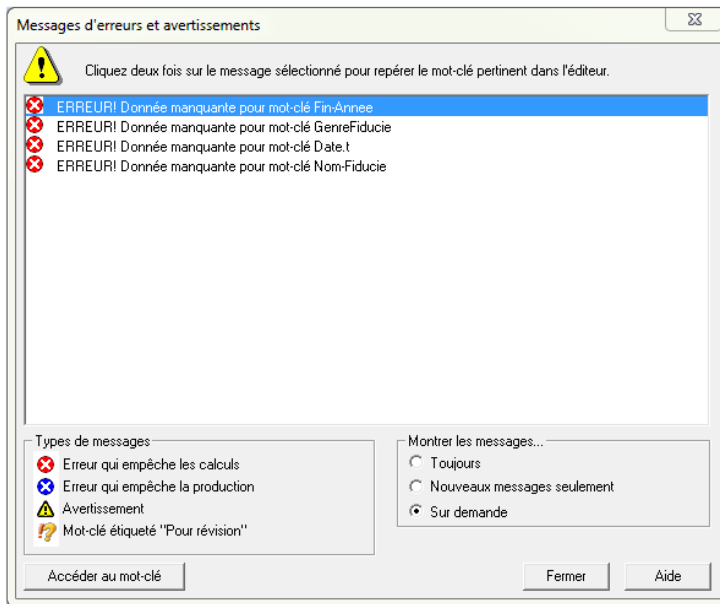 Messages d'erreurs et avertissements
Cliquez deux fois sur le message sélectionné pour repérer le mot-clé pertinent dans l'éditeur.
ERREUR! Donnée manquante pour mot-clé Fin-Annee
ERREUR! Donnée manquante pour mot-clé GenreFiducie
ERREUR! Donnée manquante pour mot-clé Date.t
ERREUR! Donnée manquante pour mot-clé Nom-Fiducie
Types de messages
Erreur qui empêche les calculs
Erreur qui empêche la production
Avertissement
Mot-clé étiqueté "Pour révision"
Montrer les messages...
Toujours
Nouveaux messages seulement
Sur demande
Accéder au mot-clé
Fermer
Aide